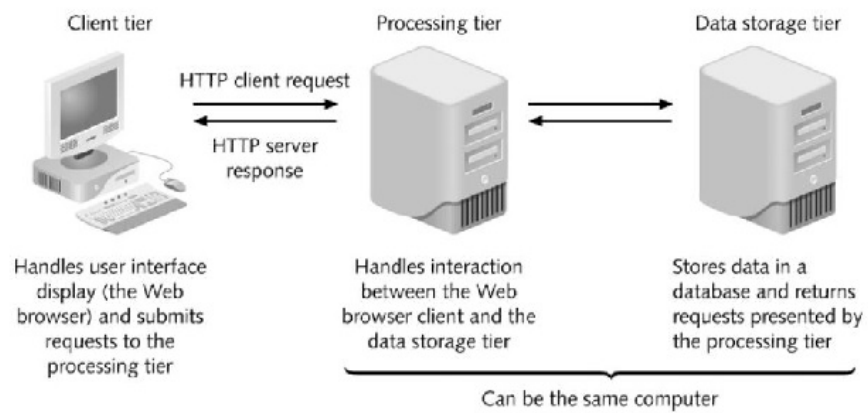 Client tier
Processing tier
Data storage tier
HTTP client request
HTTP server
response
Handles user interface
display (the Web
browser) and submits
requests to the
processing tier
Handles interaction
between the Web
browser client and the
data storage tier
Stores data in a
database and returns
requests presented by
the processing tier
Can be the same computer